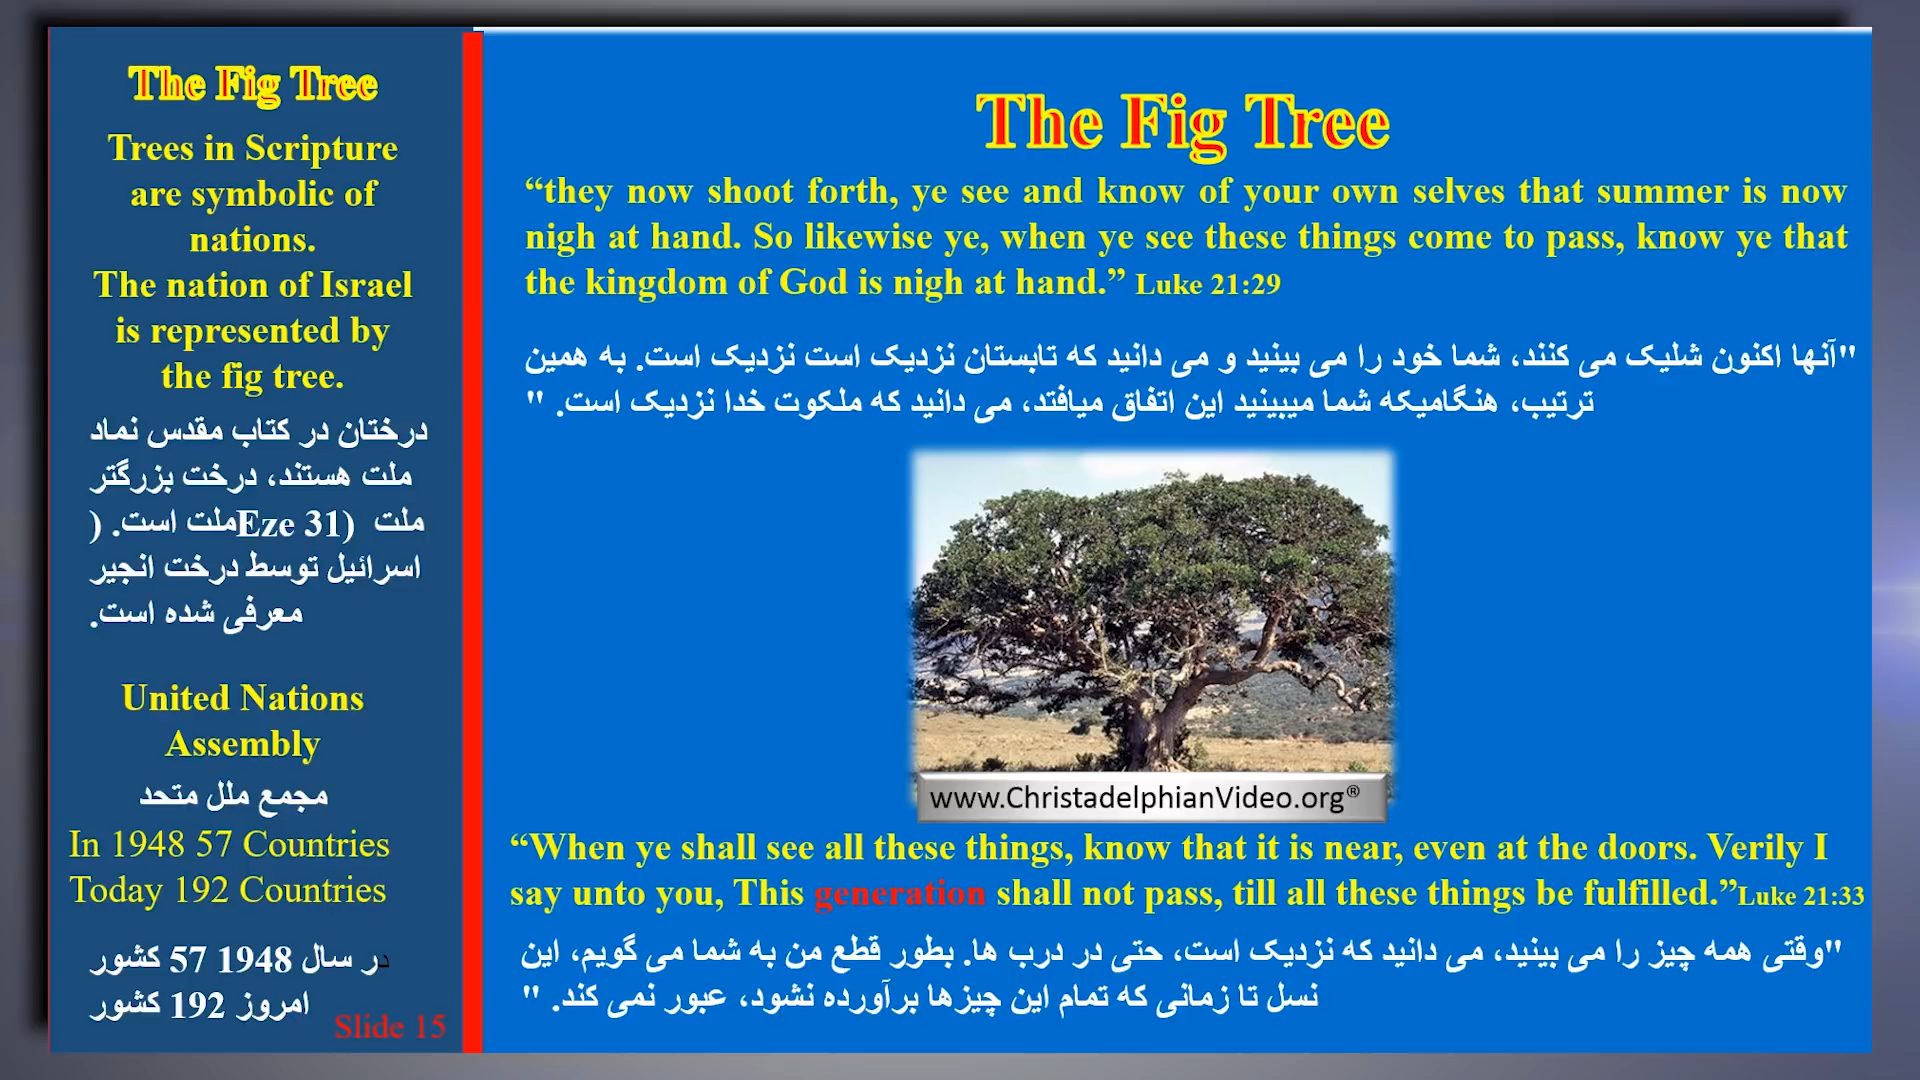 The Fig Tree
Trees in Scripture
are symbolic of
nations.
The nation of Israel
is represented by
the fig tree.
درختان در کتاب مقدس نماد
ملت هستند، درخت بزرگتر
ملت (Eze 31ملت است. (
اسرائیل توسط درخت انجیر
معرفی شده است.
United Nations
Assembly
مجمع ملل متحد
In 1948 57 Countries
Today 192 Countries
در سال 1948 57 کشور
امروز 192 کشور
Slide 15
The Fig Tree
“they now shoot forth, ye see and know of your own selves that summer is now
nigh at hand. So likewise ye, when ye see these things come to pass, know ye that
the kingdom of God is nigh at hand.” Luke 21:29
"آنها اکنون شلیک می کنند، شما خود را می بینید و می دانید که تابستان نزدیک است نزدیک است. به همین
ترتیب، هنگامیکه شما میبینید این اتفاق میافتد، می دانید که ملکوت خدا نزدیک است. "
www.ChristadelphianVideo.org®
“When ye shall see all these things, know that it is near, even at the doors. Verily I
say unto you, This generation shall not pass, till all these things be fulfilled.”Luke 21:33
"وقتی همه چیز را می بینید، می دانید که نزدیک است، حتی در درب ها. بطور قطع من به شما می گویم، این
نسل تا زمانی که تمام این چیزها برآورده نشود، عبور نمی کند. "